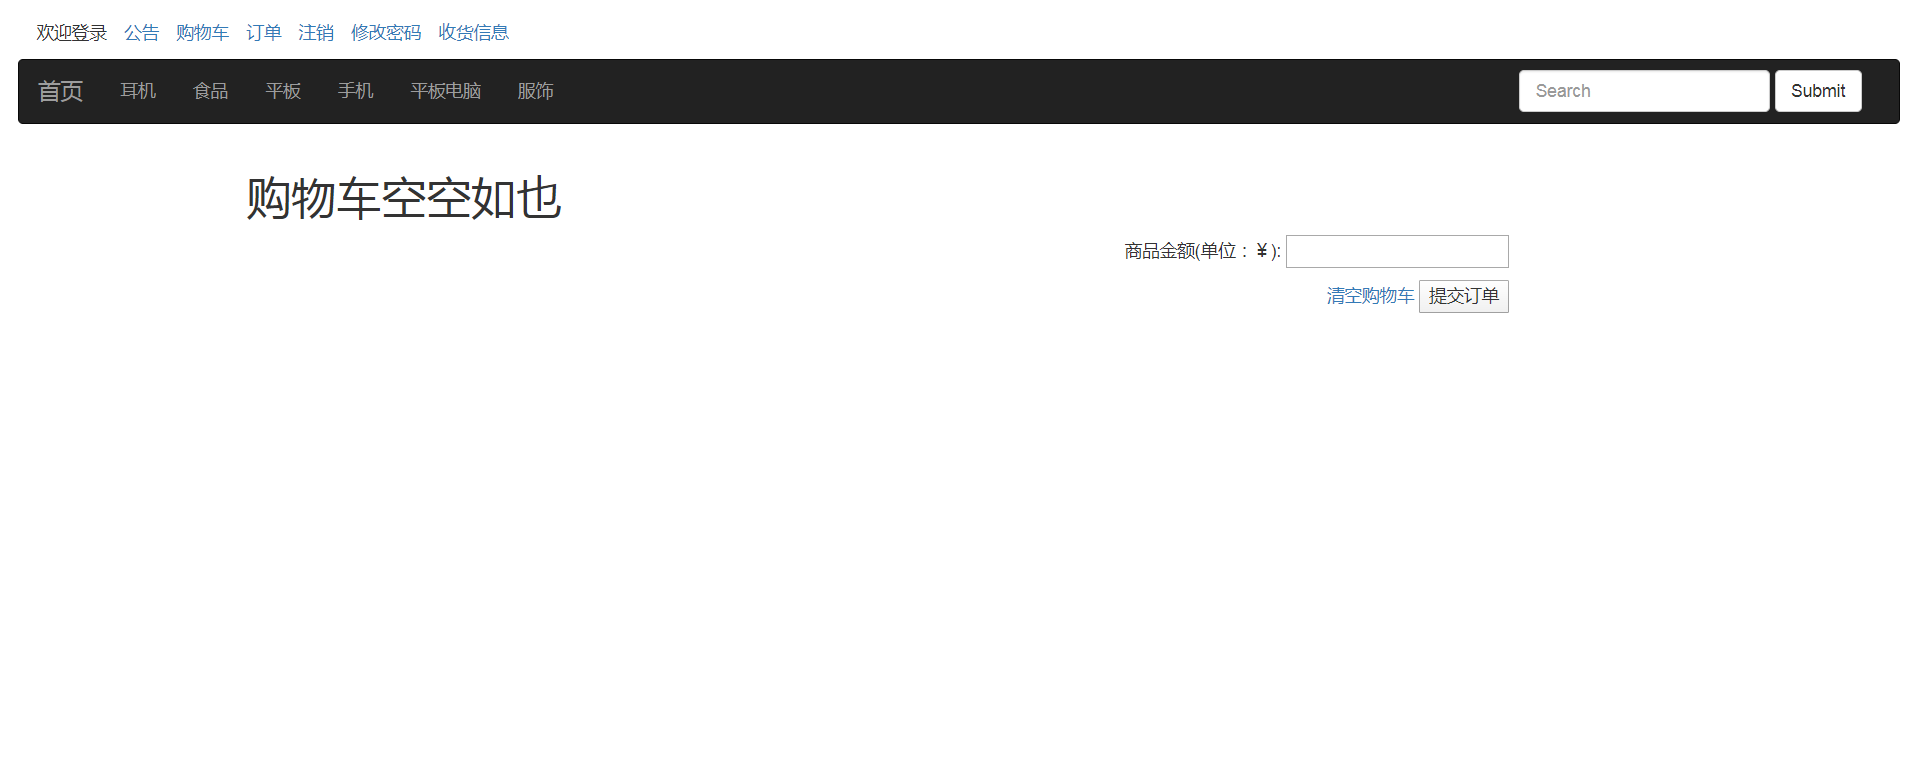 欢迎登录 公告 购物车 订单 注销 修改密码 收货信息
首页 耳机 食品 平板 手机 平板电脑 服饰 Search Submit
购物车空空如也
商品金额(单位：¥):
清空购物车 提交订单